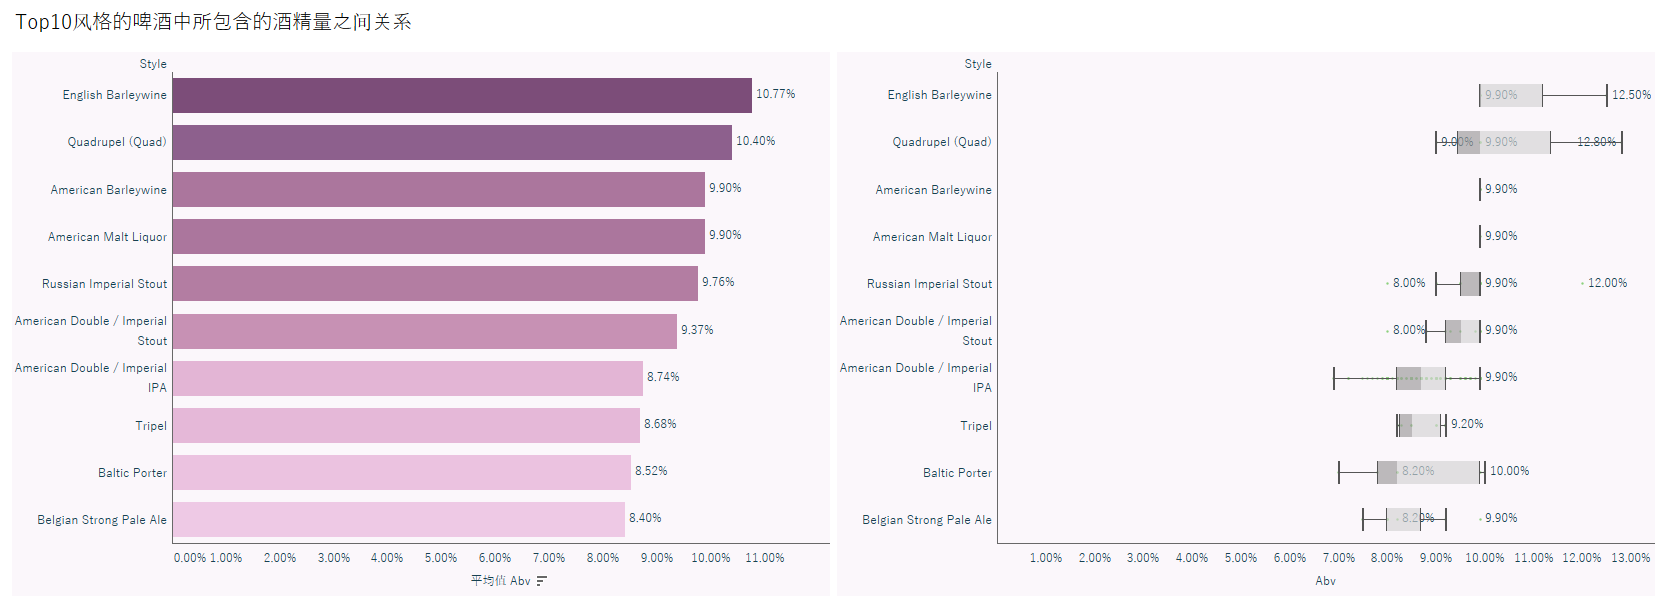 Top10风格的啤酒中所包含的酒精量之间关系
Style
English Barleywine
10.77%
Quadrupel (Quad)
10.40%
American Barleywine
9.90%
American Malt Liquor
9.90%
Russian Imperial Stout
9.76%
American Double / Imperial
Stout
9.37%
American Double / Imperial
IPA
8.74%
Tripel
8.68%
Baltic Porter
8.52%
Belgian Strong Pale Ale
8.40%
0.00% 1.00% 2.00% 3.00% 4.00% 5.00% 6.00% 7.00% 8.00% 9.00% 10.00% 11.00%
平均值 Abv
Style
English Barleywine
9.90% 12.50%
Quadrupel (Quad)
9.00% 9.90% 12.80%
American Barleywine
9.90%
American Malt Liquor
9.90%
Russian Imperial Stout
8.00% 9.90% 12.00%
American Double / Imperial
Stout
8.00% 9.90%
American Double / Imperial
IPA
9.90%
Tripel
9.20%
Baltic Porter
8.20% 10.00%
Belgian Strong Pale Ale
8.20% 9.90%
1.00% 2.00% 3.00% 4.00% 5.00% 6.00% 7.00% 8.00% 9.00% 10.00% 11.00% 12.00% 13.00%
Abv